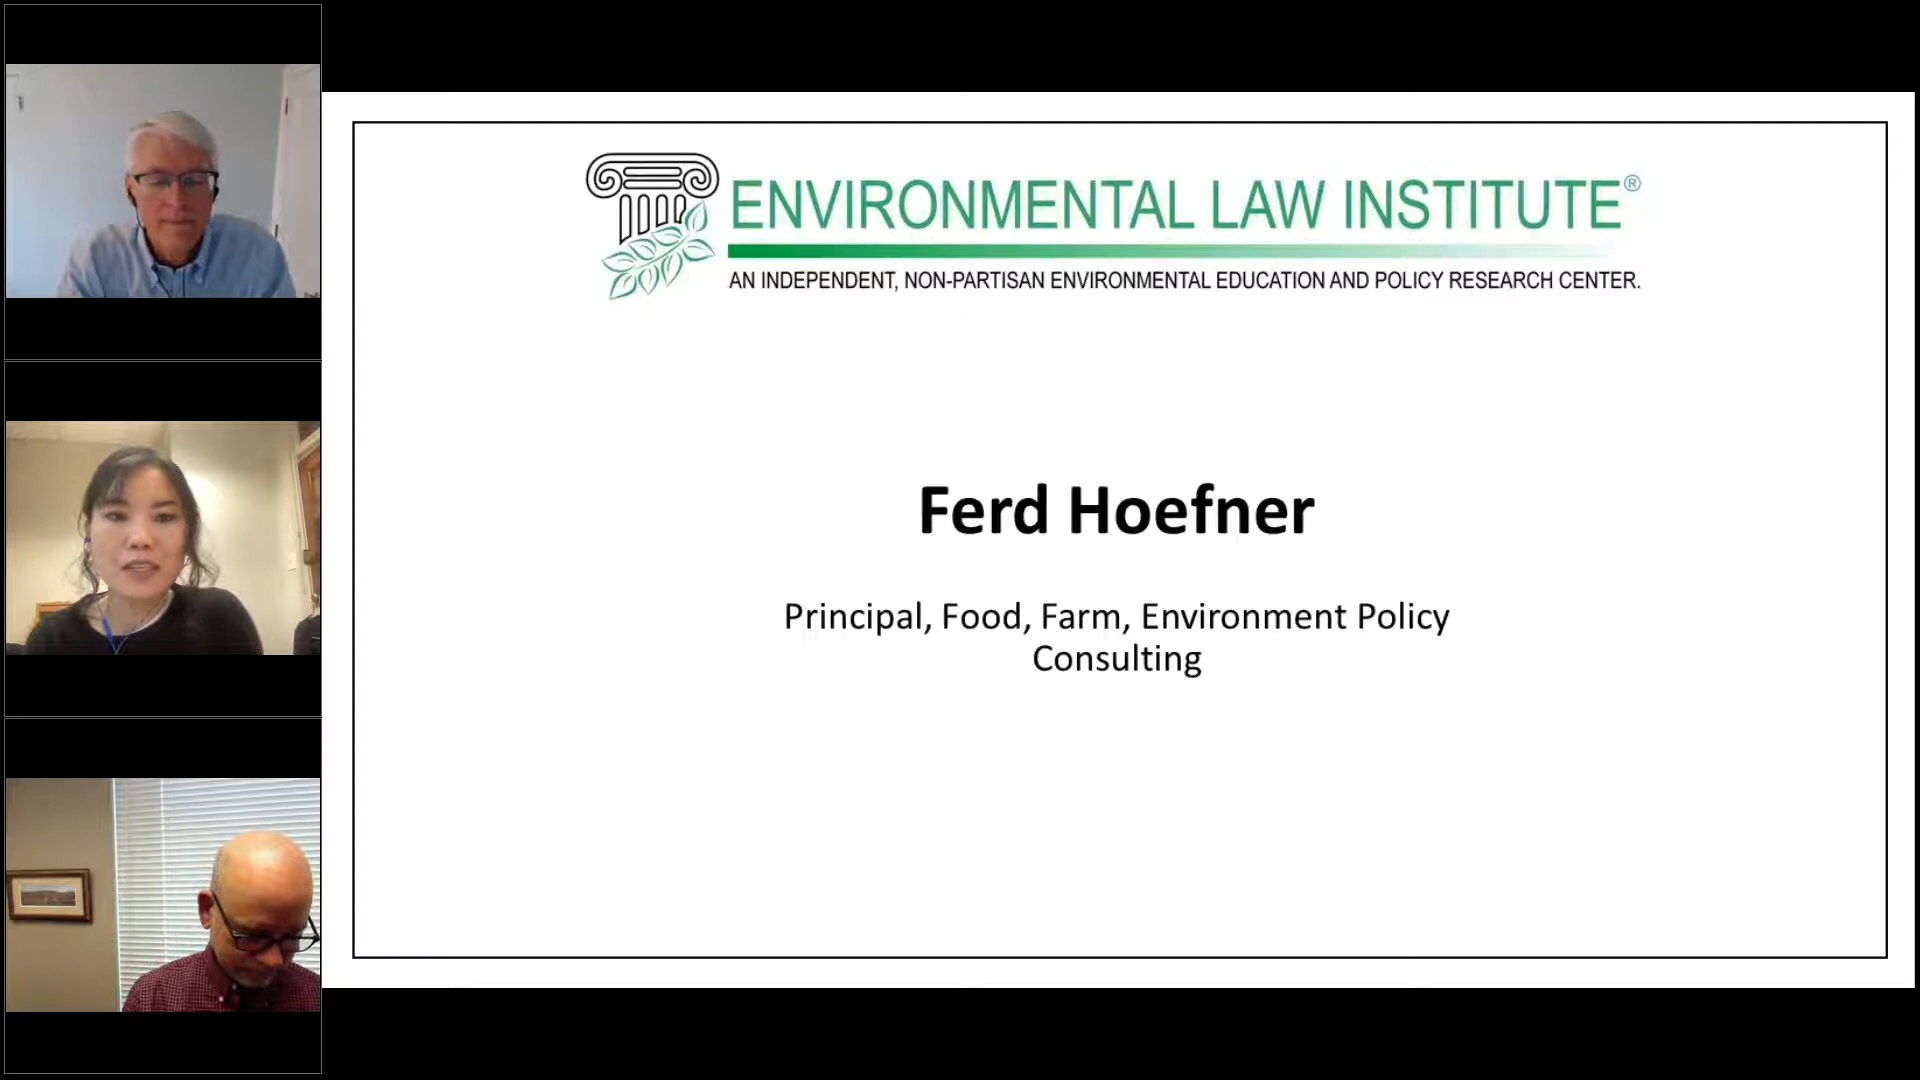 ENVIRONMENTAL LAW INSTITUTE®
AN INDEPENDENT, NON-PARTISAN ENVIRONMENTAL EDUCATION AND POLICY RESEARCH CENTER.
Ferd Hoefner
Principal, Food, Farm, Environment Policy
Consulting